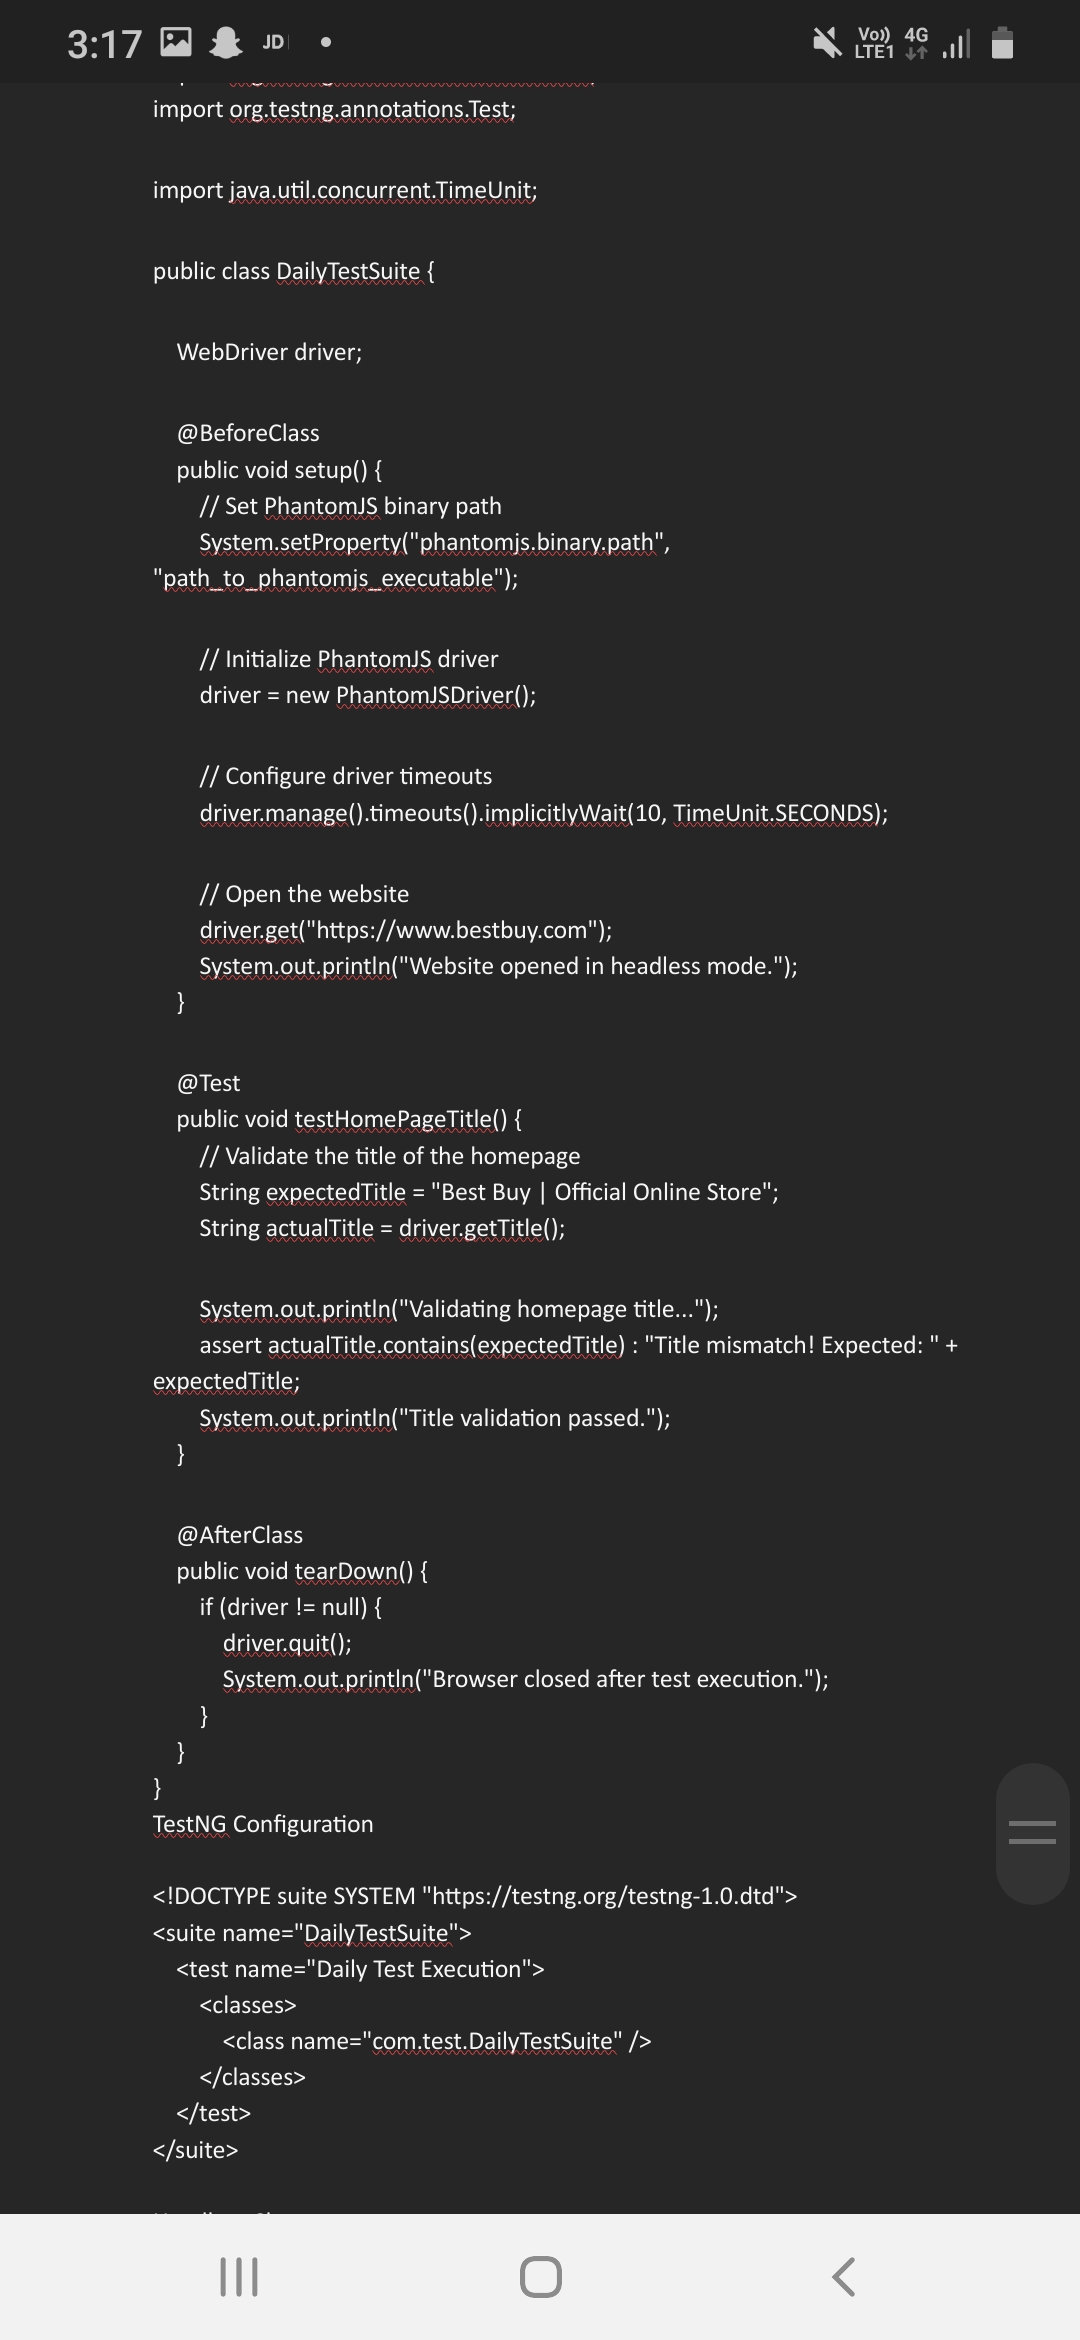 3:17 JD
Vo)) 4G
LTE1
import org.testng.annotations.Test;
import java.util.concurrent.TimeUnit;
public class DailyTestSuite {
WebDriver driver;
@BeforeClass
public void setup() {
// Set PhantomJS binary path
System.setProperty("phantomjs.binary.path",
"path_to_phantomjs_executable");
// Initialize PhantomJS driver
driver = new PhantomJSDriver();
// Configure driver timeouts
driver.manage().timeouts().implicitlyWait(10, TimeUnit.SECONDS);
// Open the website
driver.get("https://www.bestbuy.com");
System.out.println("Website opened in headless mode.");
}
@Test
public void testHomePageTitle() {
// Validate the title of the homepage
String expectedTitle = "Best Buy | Official Online Store";
String actualTitle = driver.getTitle();
System.out.println("Validating homepage title...");
assert actualTitle.contains(expectedTitle) : "Title mismatch! Expected: " +
expectedTitle;
System.out.println("Title validation passed.");
}
@AfterClass
public void tearDown() {
if (driver != null) {
driver.quit();
System.out.println("Browser closed after test execution.");
}
}
}
TestNG Configuration
<!DOCTYPE suite SYSTEM "https://testng.org/testng-1.0.dtd">
<suite name="DailyTestSuite">
<test name="Daily Test Execution">
<classes>
<class name="com.test.DailyTestSuite" />
</classes>
</test>
</suite>